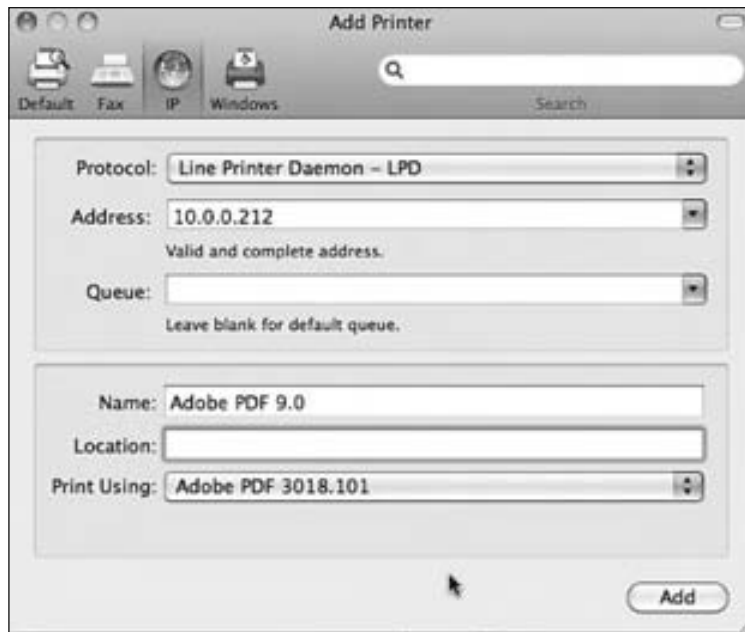 Add Printer
Default Fax IP Windows Search
Protocol: Line Printer Daemon – LPD
Address: 10.0.0.212
Valid and complete address.
Queue:
Leave blank for default queue.
Name: Adobe PDF 9.0
Location:
Print Using: Adobe PDF 3018.101
Add